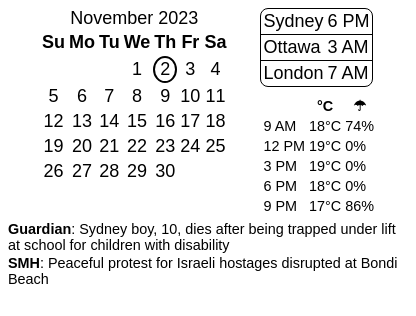 November 2023
Su Mo Tu We Th Fr Sa
1 2 3 4
5 6 7 8 9 10 11
12 13 14 15 16 17 18
19 20 21 22 23 24 25
26 27 28 29 30
Sydney 6 PM
Ottawa 3 AM
London 7 AM
°C ☂
9 AM 18°C 74%
12 PM 19°C 0%
3 PM 19°C 0%
6 PM 18°C 0%
9 PM 17°C 86%
Guardian: Sydney boy, 10, dies after being trapped under lift
at school for children with disability
SMH: Peaceful protest for Israeli hostages disrupted at Bondi
Beach